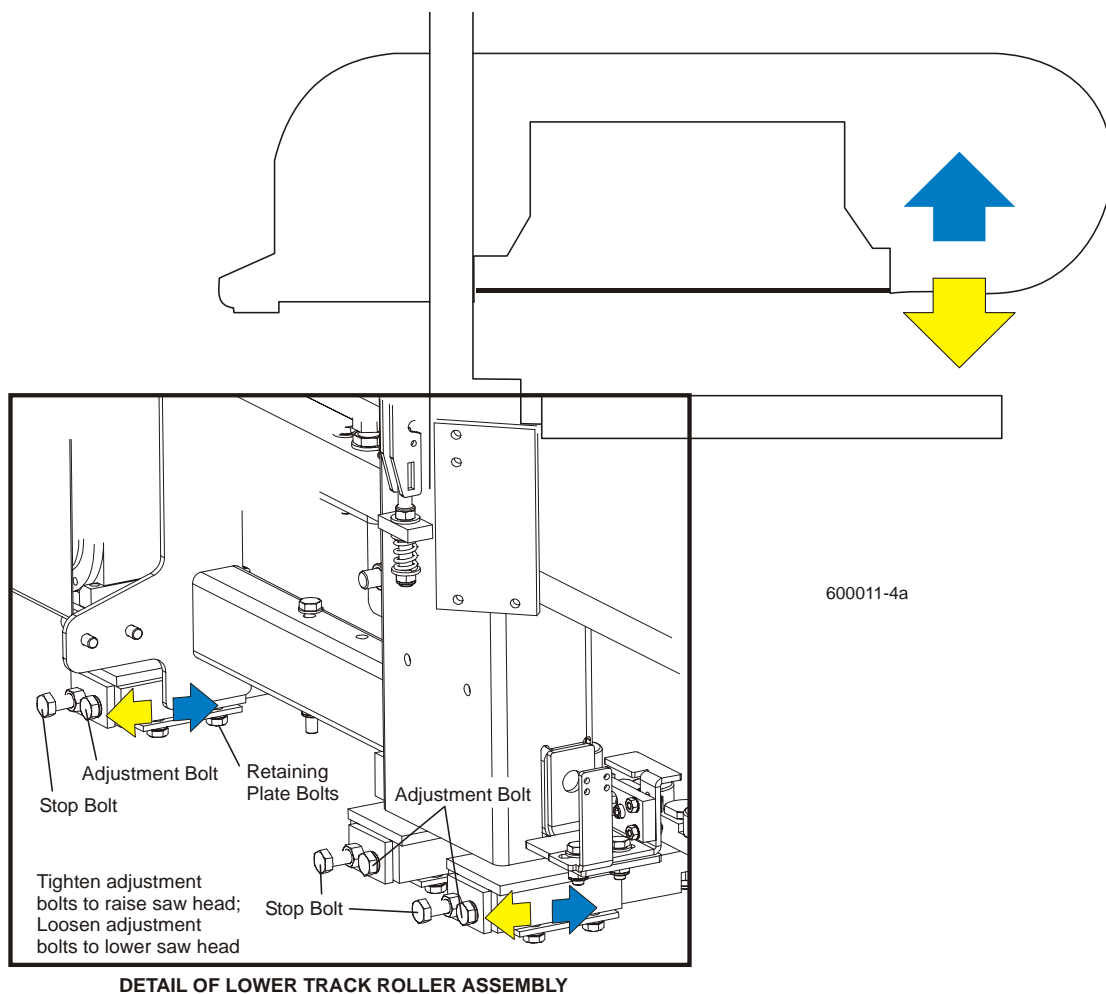 600011-4a
Adjustment Bolt
Stop Bolt
Retaining
Plate Bolts
Adjustment Bolt
Stop Bolt
Tighten adjustment
bolts to raise saw head;
Loosen adjustment
bolts to lower saw head
DETAIL OF LOWER TRACK ROLLER ASSEMBLY